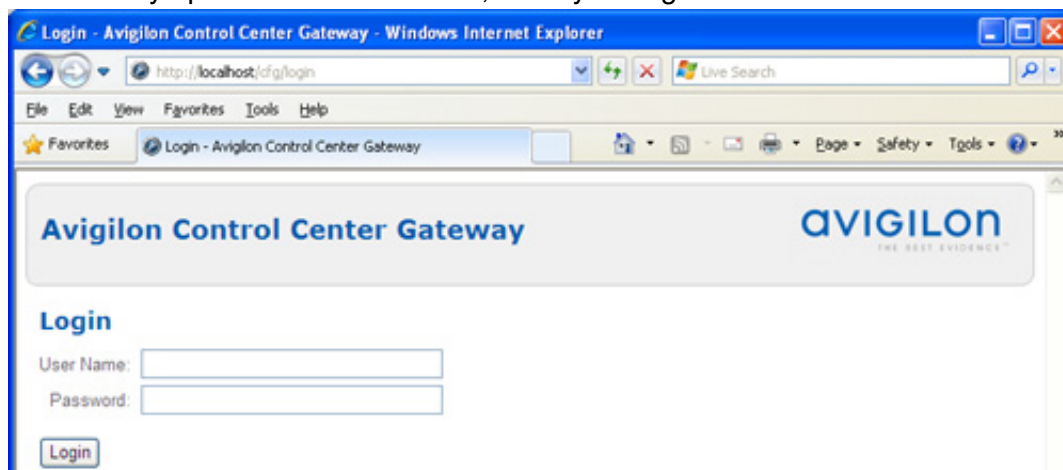 Login - Avigilon Control Center Gateway - Windows Internet Explorer
http://localhost/cfg/login
Live Search
File Edit View Favorites Tools Help
Favorites
Login - Avigilon Control Center Gateway
Page Safety Tools
Avigilon Control Center Gateway
aVIGILON
THE BEST EVIDENCE™
Login
User Name:
Password:
Login